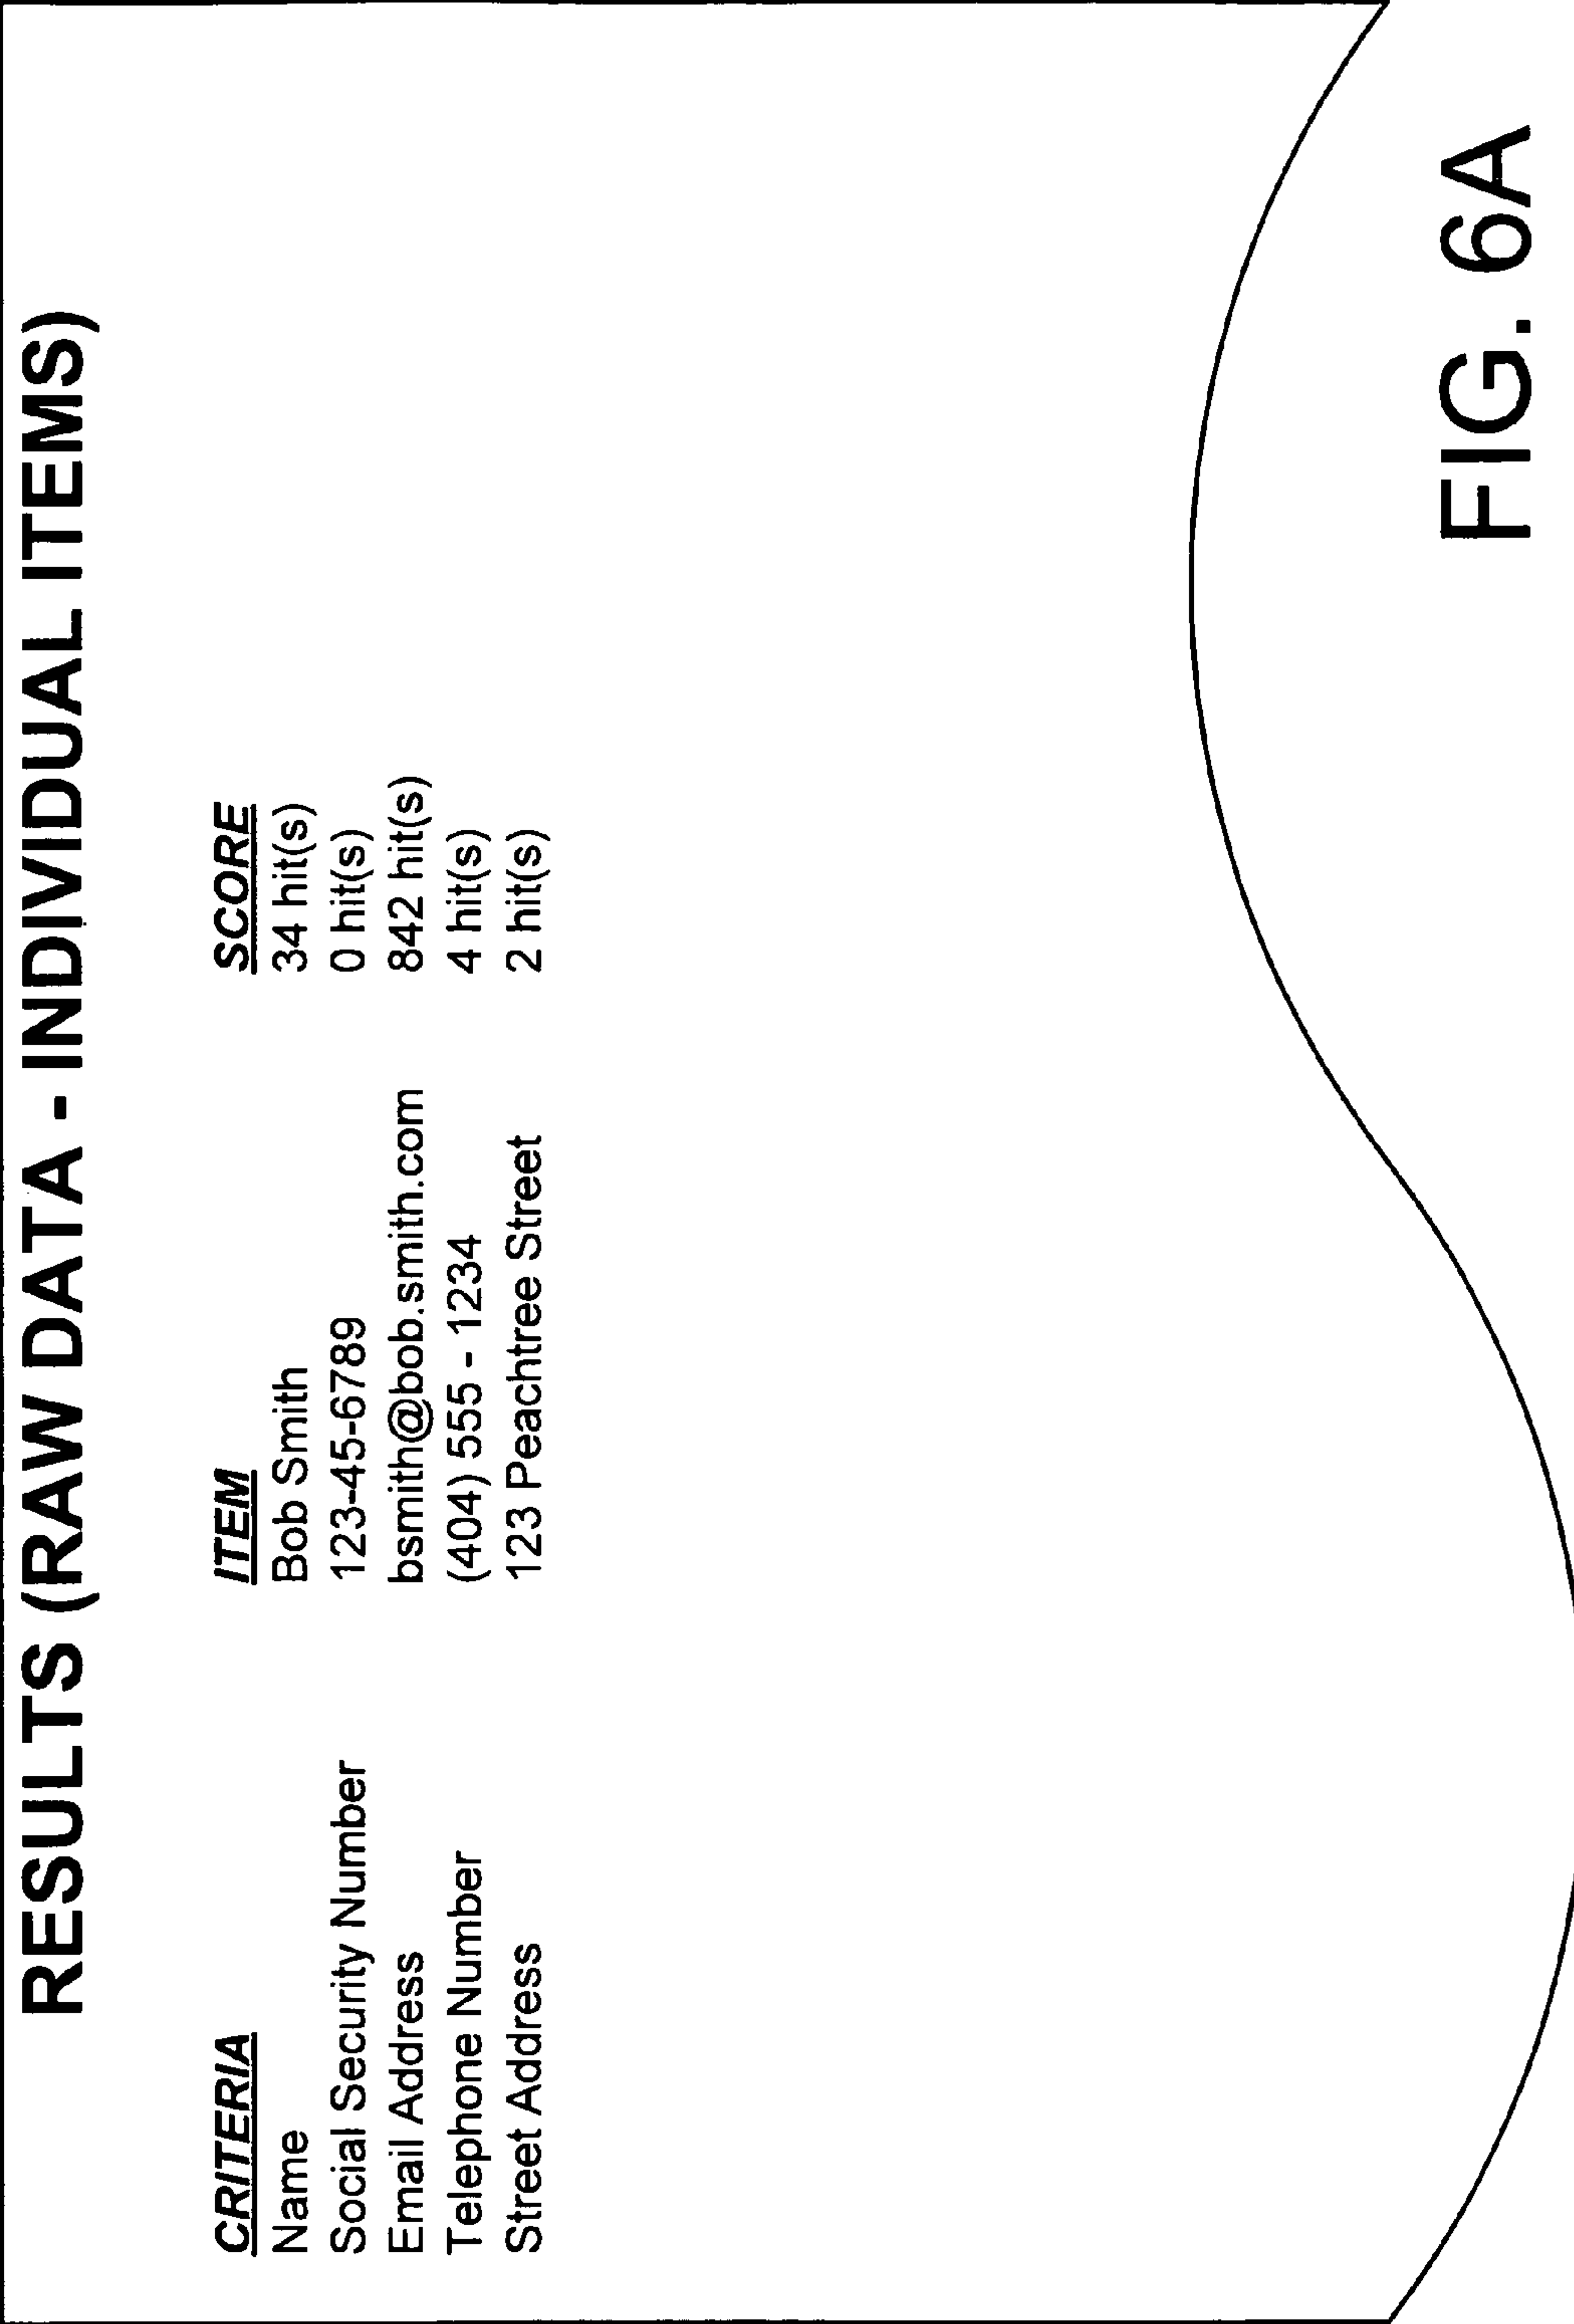 RESULTS (RAW DATA - INDIVIDUAL ITEMS)
CRITERIA ITEM SCORE
Name Bob Smith 34 hit(s)
Social Security Number 123-45-6789 0 hit(s)
Email Address bsmith@bob.smith.com 842 hit(s)
Telephone Number (404) 555 - 1234 4 hit(s)
Street Address 123 Peachtree Street 2 hit(s)
FIG. 6A